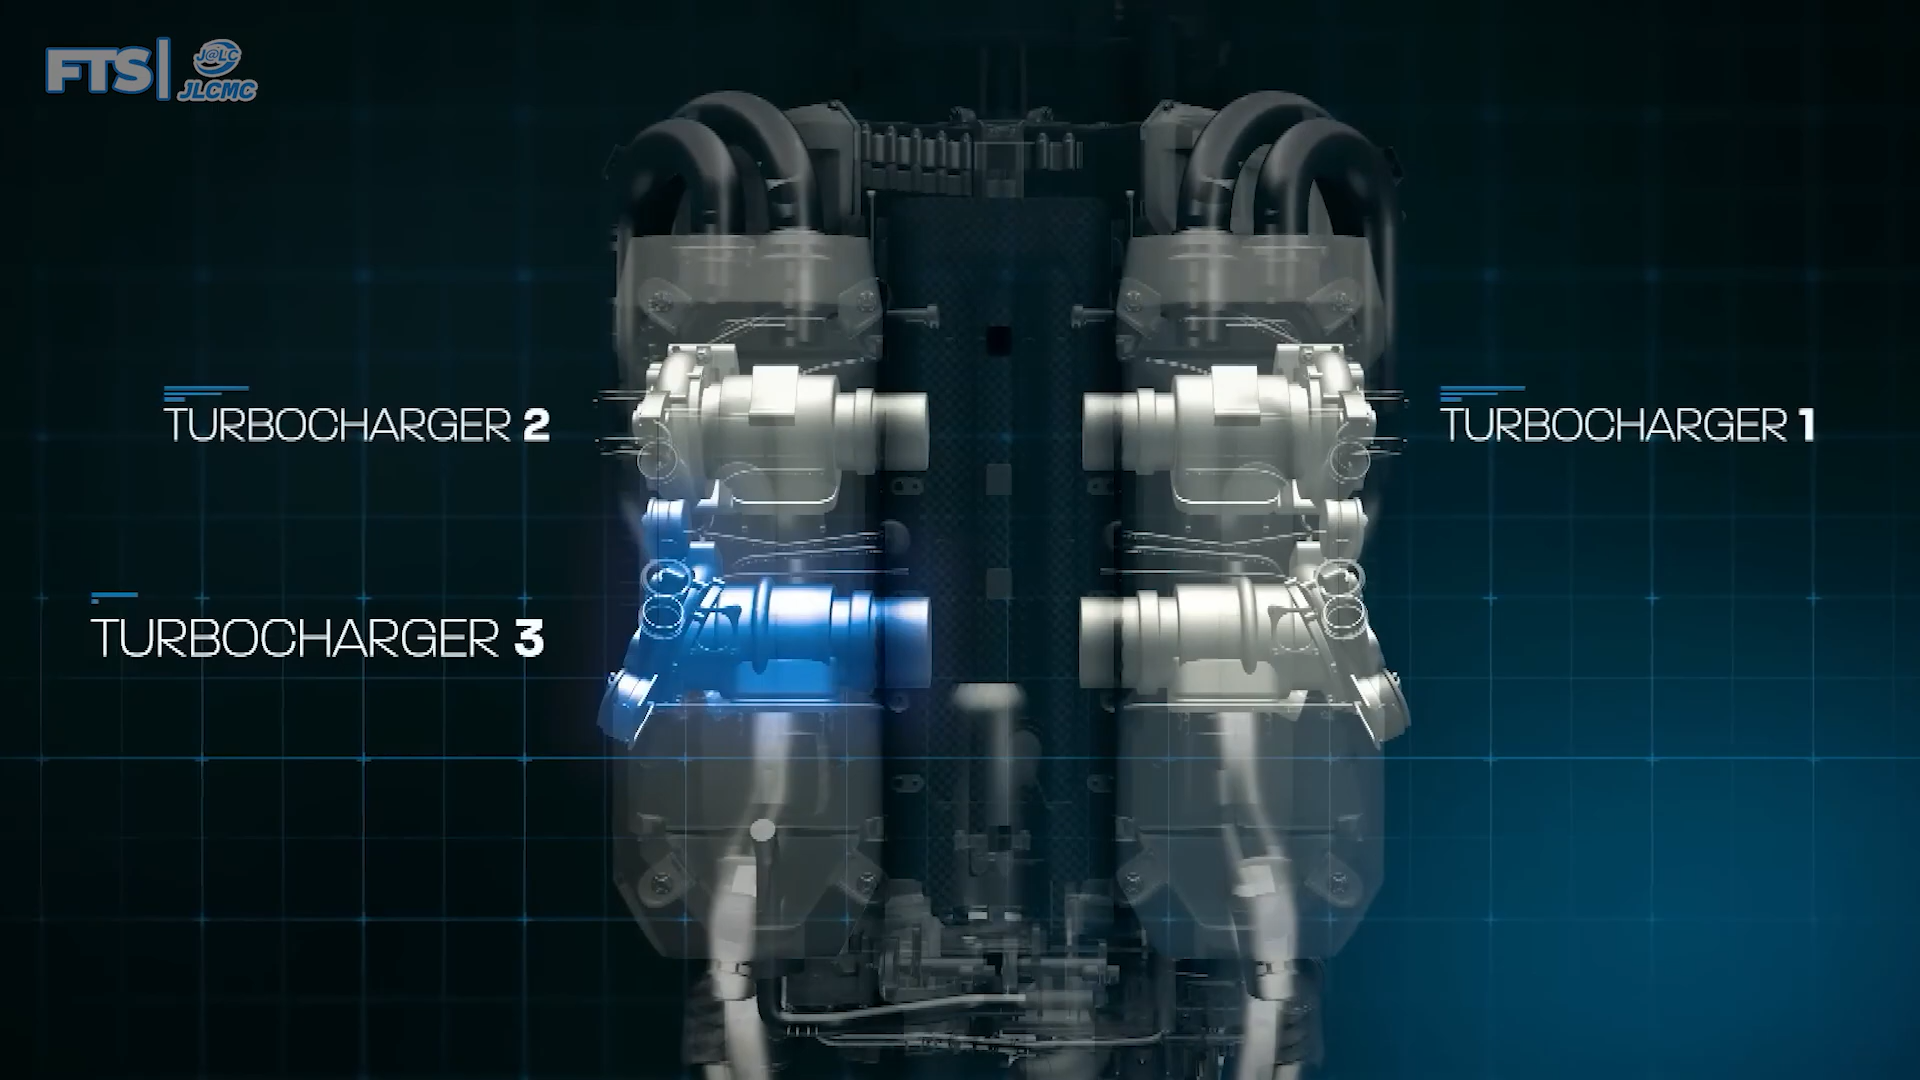 FTS
J@LC
JLCMC
TURBOCHARGER 2
TURBOCHARGER 1
TURBOCHARGER 3